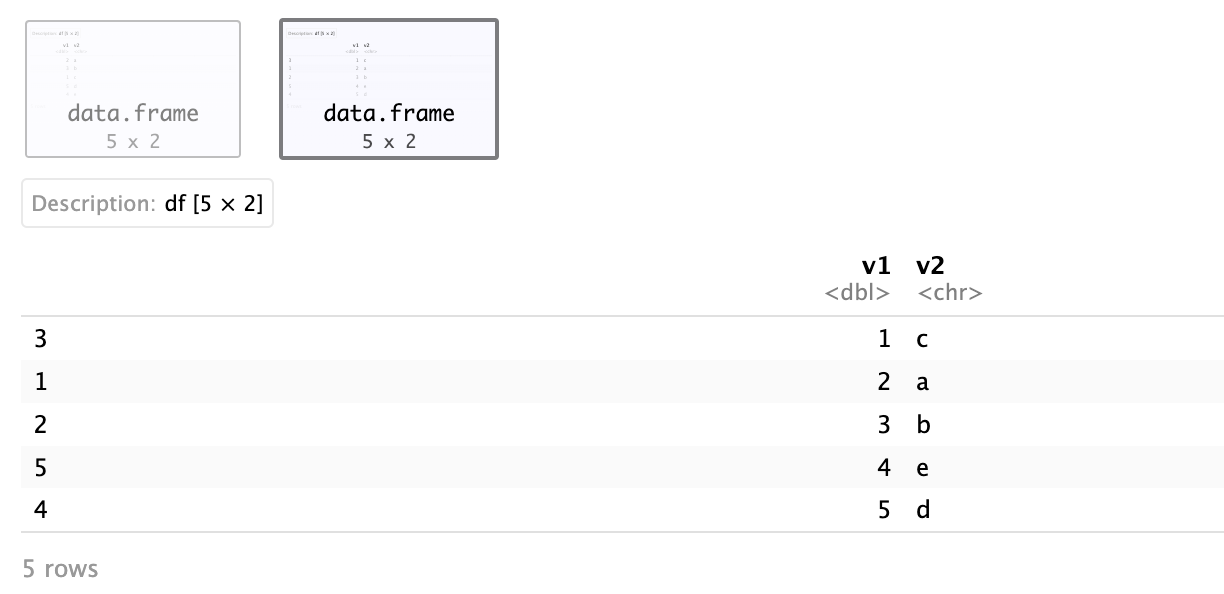 data.frame
5 x 2
data.frame
5 x 2
Description: df [5 × 2]
v1 v2
<dbl> <chr>
3 1 c
1 2 a
2 3 b
5 4 e
4 5 d
5 rows